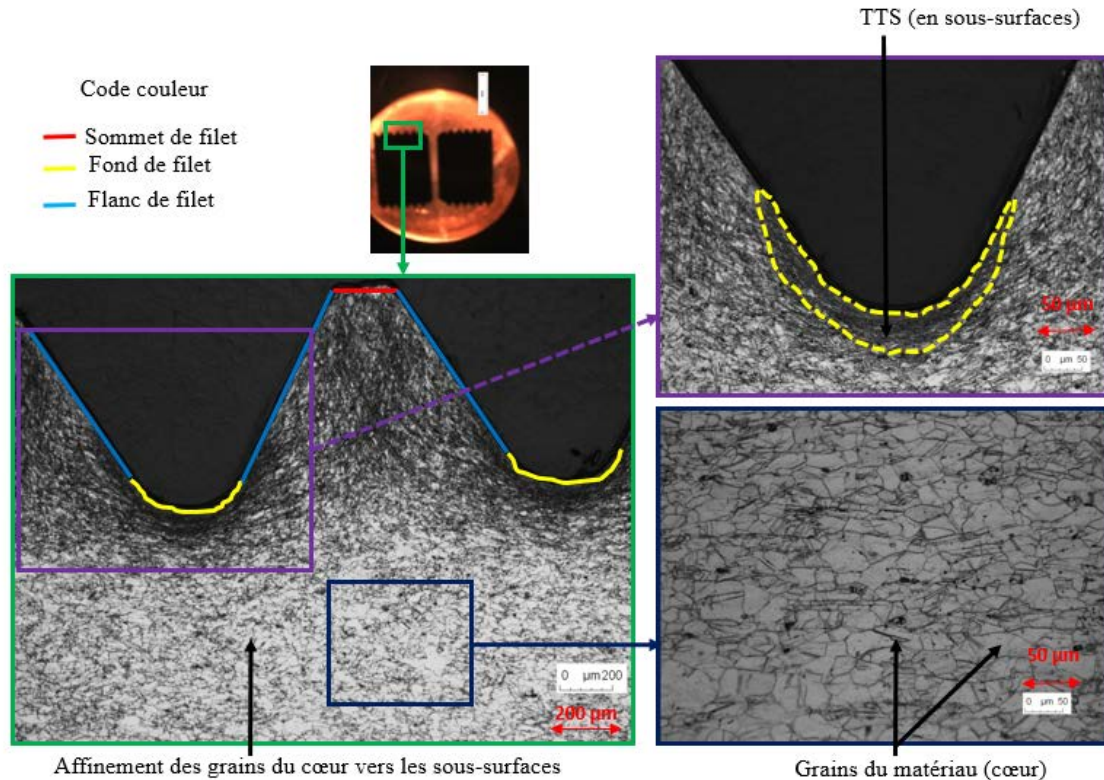 TTS (en sous-surfaces)
Code couleur
Sommet de filet
Fond de filet
Flanc de filet
50 µm
0 µm 50
0 µm200
200 µm
50 µm
0 µm 50
Affinement des grains du cœur vers les sous-surfaces
Grains du matériau (cœur)